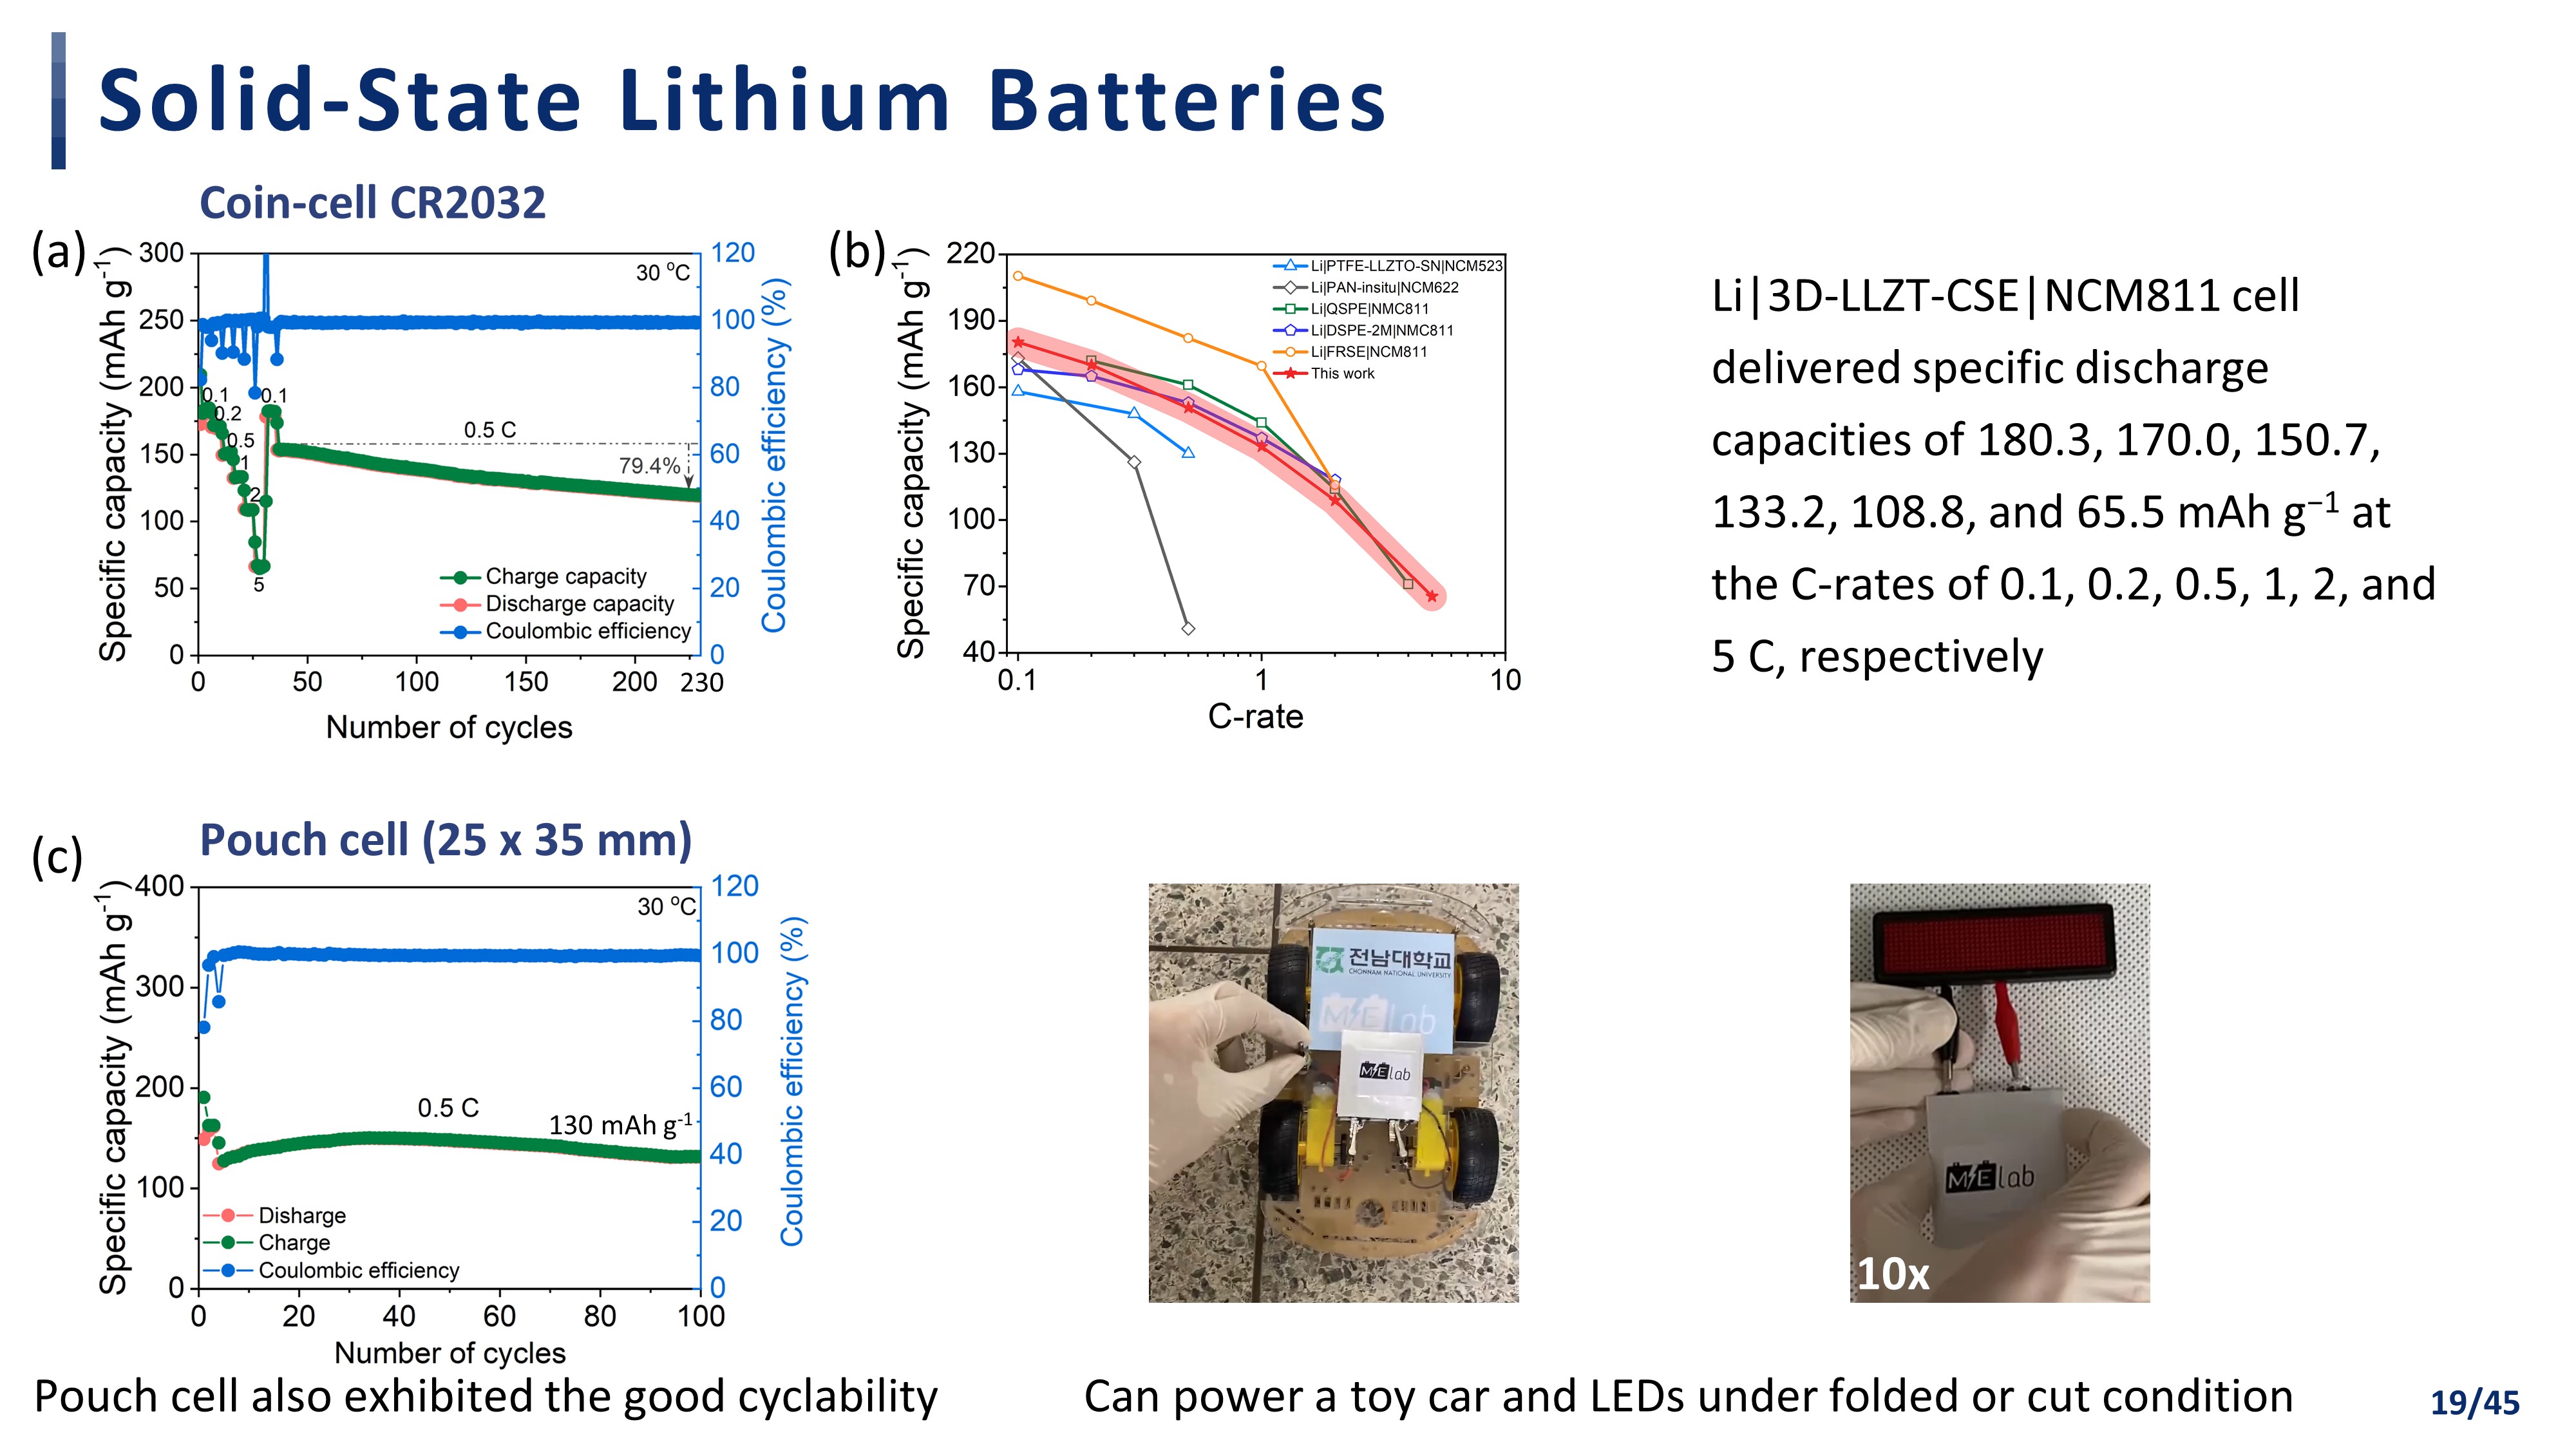 Solid-State Lithium Batteries
Coin-cell CR2032
(a)
Specific capacity (mAh g⁻¹)
300
250
200
150
100
50
0
120
100
80
60
40
20
0
Coulombic efficiency (%)
30 ºC
0.1
0.2
0.5
1
2
5
0.1
0.5 C
79.4%
Charge capacity
Discharge capacity
Coulombic efficiency
0 50 100 150 200 230
Number of cycles
(b)
Specific capacity (mAh g⁻¹)
220
190
160
130
100
70
40
Li|PTFE-LLZTO-SN|NCM523
Li|PAN-insitu|NCM622
Li|QSPE|NMC811
Li|DSPE-2M|NMC811
Li|FRSE|NCM811
This work
0.1 1 10
C-rate
Li|3D-LLZT-CSE|NCM811 cell
delivered specific discharge
capacities of 180.3, 170.0, 150.7,
133.2, 108.8, and 65.5 mAh g⁻¹ at
the C-rates of 0.1, 0.2, 0.5, 1, 2, and
5 C, respectively
Pouch cell (25 x 35 mm)
(c)
Specific capacity (mAh g⁻¹)
400
300
200
100
0
120
100
80
60
40
20
0
Coulombic efficiency (%)
30 ºC
0.5 C
130 mAh g⁻¹
Disharge
Charge
Coulombic efficiency
0 20 40 60 80 100
Number of cycles
전남대학교
CHONNAM NATIONAL UNIVERSITY
MElab
MElab
MElab
10x
Pouch cell also exhibited the good cyclability
Can power a toy car and LEDs under folded or cut condition
19/45